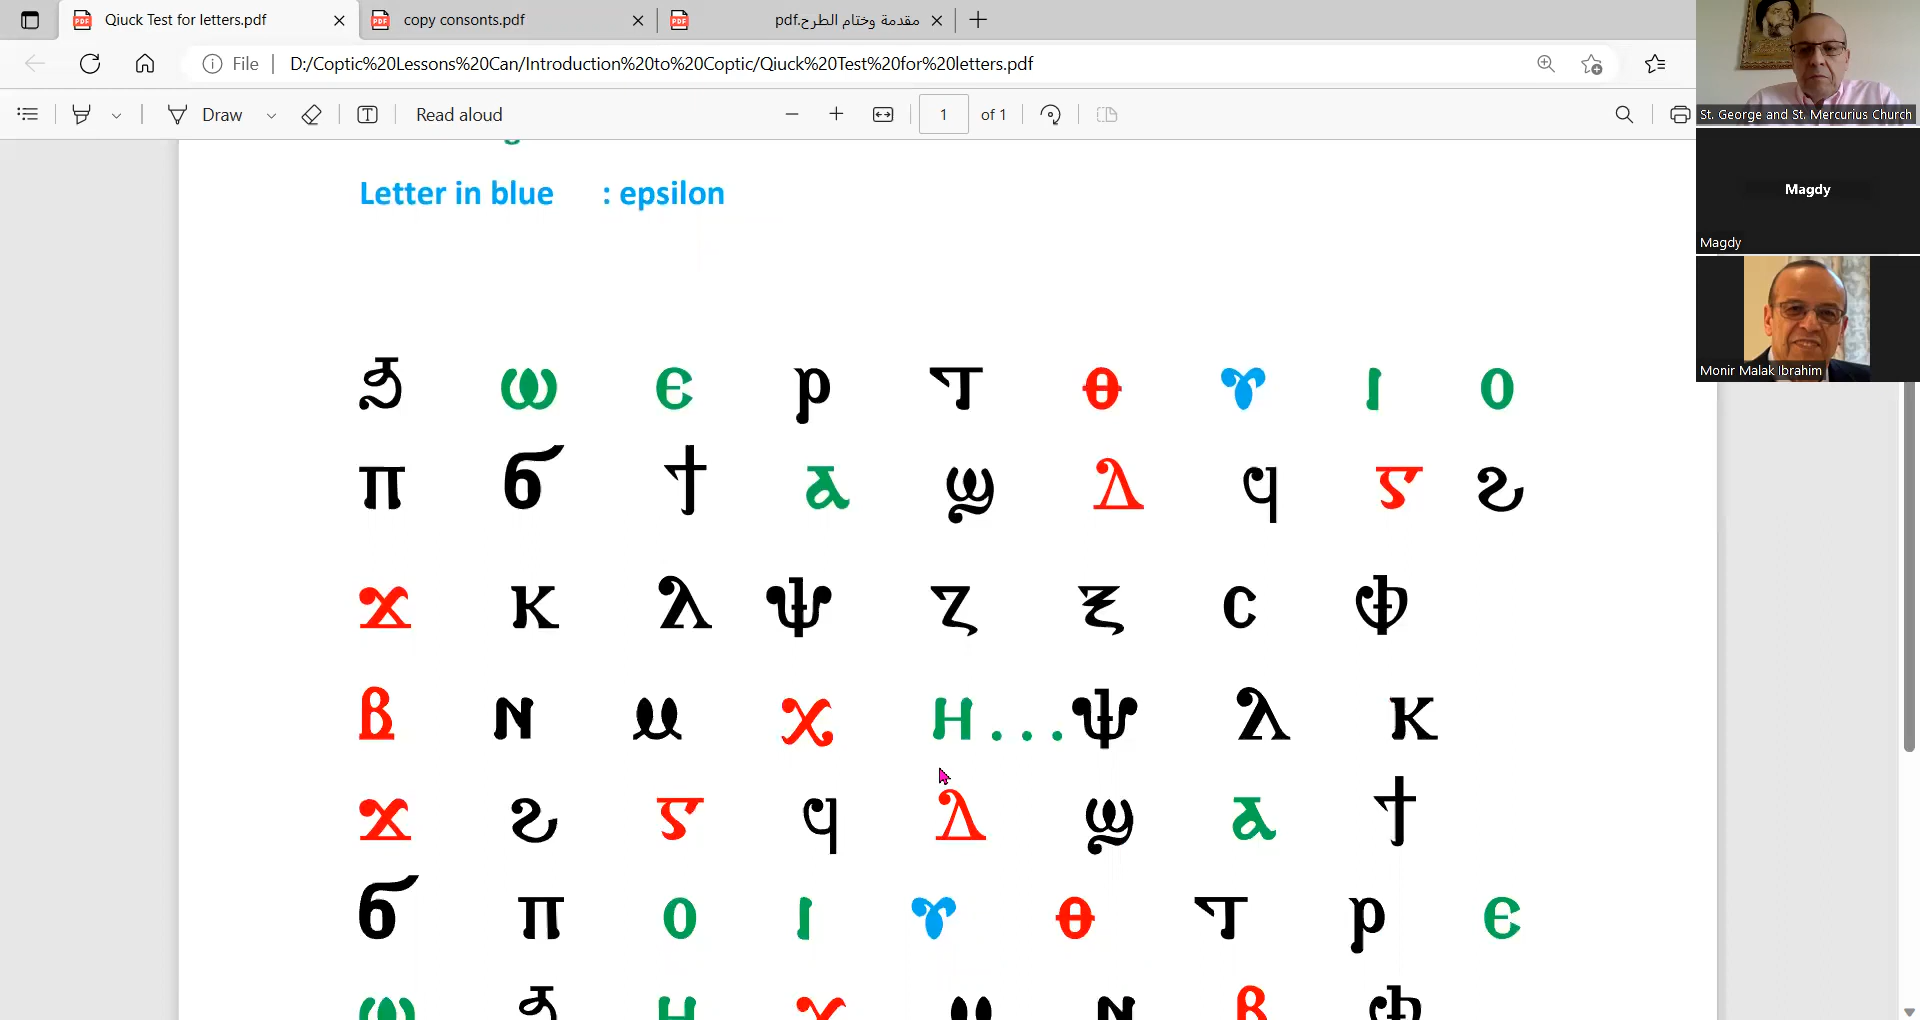 Qiuck Test for letters.pdf
copy consonts.pdf
مقدمة وختام الطرح.pdf
File
D:/Coptic%20Lessons%20Can/Introduction%20to%20Coptic/Qiuck%20Test%20for%20letters.pdf
Draw
Read aloud
1
of 1
St. George and St. Mercurius Church
Magdy
Magdy
Monir Malak Ibrahim
Letter in blue : epsilon
ϧ ⲱ ⲉ ⲣ ⲧ ⲑ ⲩ ⲓ ⲟ
ⲡ ϭ ϯ ⲁ ϣ ⲇ ϥ ⲅ ϩ
ϫ ⲕ ⲗ ⲯ ⲍ ⲝ ⲥ ⲫ
ⲃ ⲛ ⲙ ⲭ ⲏ...ⲯ ⲗ ⲕ
ϫ ϩ ⲅ ϥ ⲇ ϣ ⲁ ϯ
ϭ ⲡ ⲟ ⲓ ⲩ ⲑ ⲧ ⲣ ⲉ
ⲱ ϧ ⲏ ⲭ ⲙ ⲛ ⲃ ⲫ